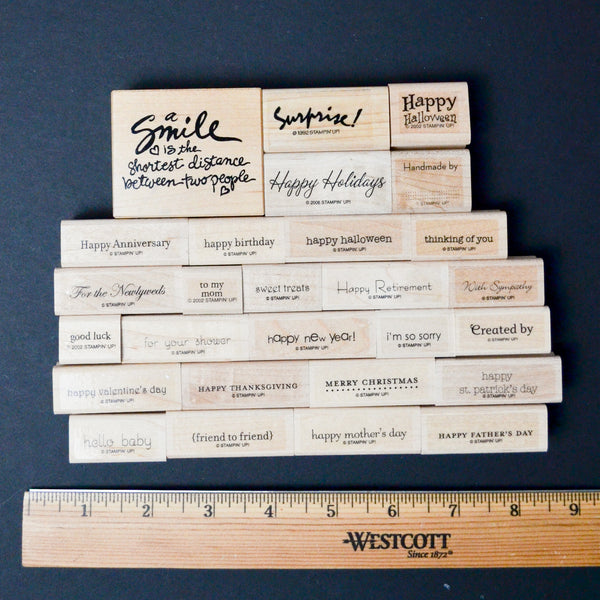 a
Smile
is the
shortest distance
between two people
Surprise!
© 1992 STAMPIN' UP!
Happy
Halloween
© 2002 STAMPIN' UP!
Happy Holidays
© 2006 STAMPIN' UP!
Handmade by
Happy Anniversary
© STAMPIN' UP!
happy birthday
© STAMPIN' UP!
happy halloween
© STAMPIN' UP!
thinking of you
© STAMPIN' UP!
For the Newlyweds
© STAMPIN' UP!
to my
mom
© 2002 STAMPIN' UP!
sweet treats
© STAMPIN' UP!
Happy Retirement
© STAMPIN' UP!
With Sympathy
© STAMPIN' UP!
good luck
© 2002 STAMPIN' UP!
for your shower
© STAMPIN' UP!
happy new year!
© STAMPIN' UP!
i'm so sorry
© STAMPIN' UP!
Created by
© STAMPIN' UP!
happy valentine's day
© STAMPIN' UP!
HAPPY THANKSGIVING
© STAMPIN' UP!
MERRY CHRISTMAS
© STAMPIN' UP!
happy
st. patrick's day
© STAMPIN' UP!
hello baby
© STAMPIN' UP!
{friend to friend}
© STAMPIN' UP!
happy mother's day
© STAMPIN' UP!
HAPPY FATHER'S DAY
© STAMPIN' UP!
1 2 3 4 5 6 7 8 9
WESTCOTT
Since 1872®